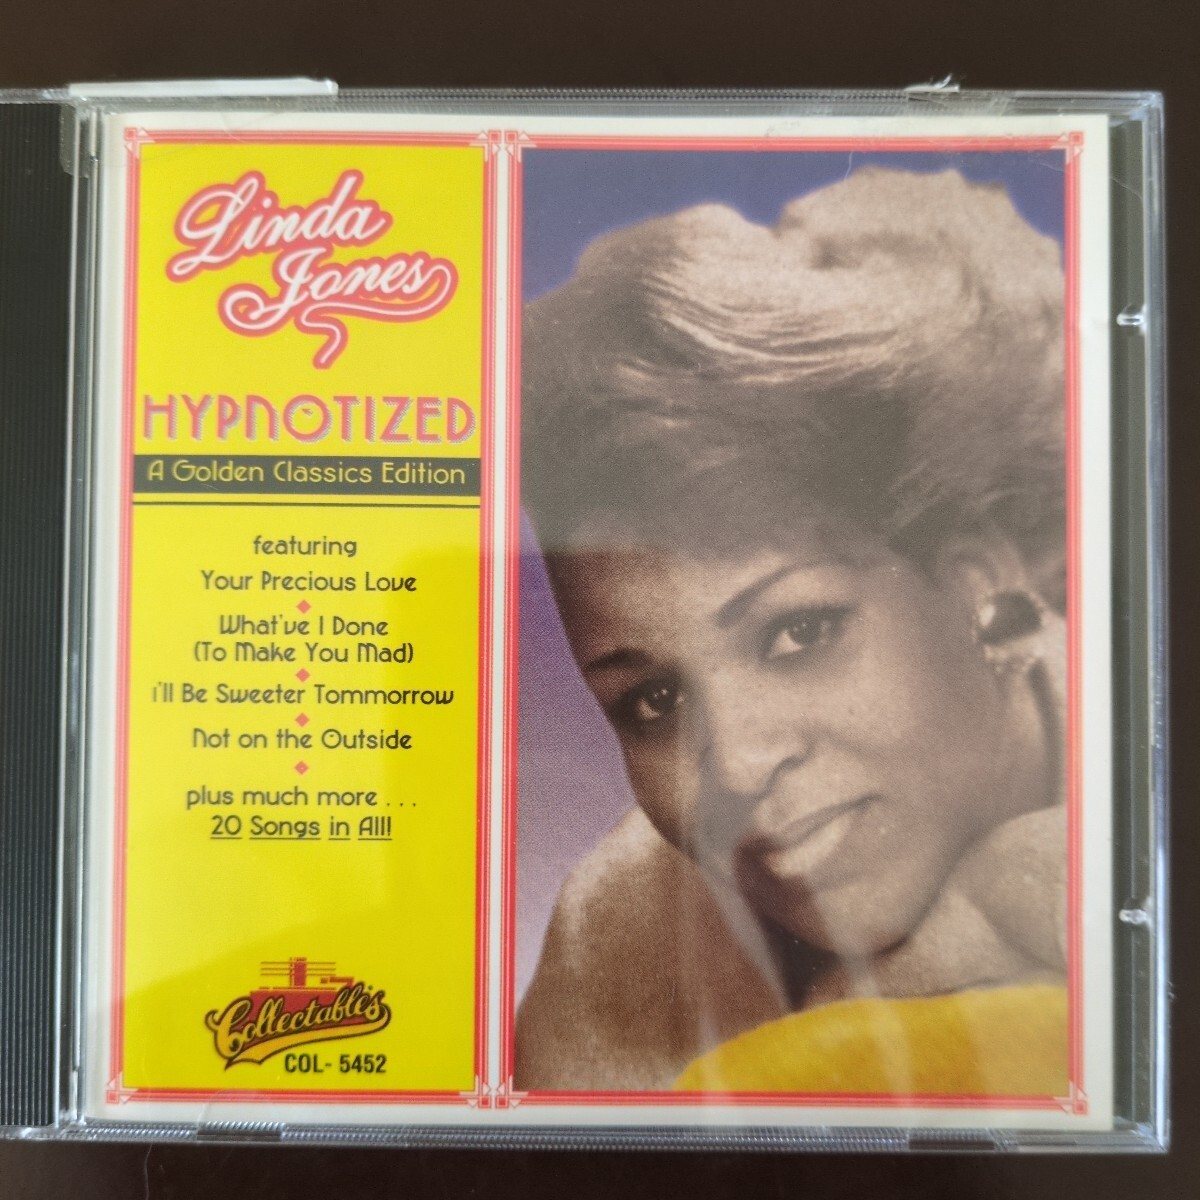 Linda
Jones
HYPNOTIZED
A Golden Classics Edition
featuring
Your Precious Love
What've I Done
(To Make You Mad)
I'll Be Sweeter Tommorrow
Not on the Outside
plus much more . . .
20 Songs in All!
Collectables
COL- 5452